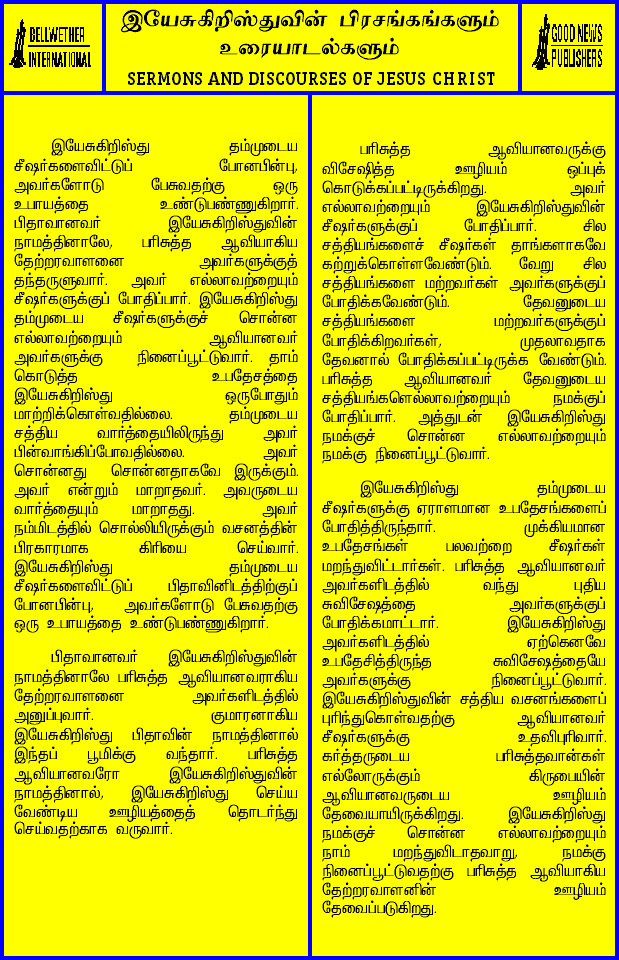 BELLWETHER
INTERNATIONAL
இயேசுகிறிஸ்துவின் பிரசங்கங்களும்
உரையாடல்களும்
SERMONS AND DISCOURSES OF JESUS CHRIST
GOOD NEWS
PUBLISHERS
இயேசுகிறிஸ்து தம்முடைய
சீஷர்களைவிட்டுப் போனபின்பு,
அவர்களோடு பேசுவதற்கு ஒரு
உபாயத்தை உண்டுபண்ணுகிறார்.
பிதாவானவர் இயேசுகிறிஸ்துவின்
நாமத்தினாலே, பரிசுத்த ஆவியாகிய
தேற்றரவாளனை அவர்களுக்குத்
தந்தருளுவார். அவர் எல்லாவற்றையும்
சீஷர்களுக்குப் போதிப்பார். இயேசுகிறிஸ்து
தம்முடைய சீஷர்களுக்குச் சொன்ன
எல்லாவற்றையும் ஆவியானவர்
அவர்களுக்கு நினைப்பூட்டுவார். தாம்
கொடுத்த உபதேசத்தை
இயேசுகிறிஸ்து ஒருபோதும்
மாற்றிக்கொள்வதில்லை. தம்முடைய
சத்திய வார்த்தையிலிருந்து அவர்
பின்வாங்கிப்போவதில்லை. அவர்
சொன்னது சொன்னதாகவே இருக்கும்.
அவர் என்றும் மாறாதவர். அவருடைய
வார்த்தையும் மாறாதது. அவர்
நம்மிடத்தில் சொல்லியிருக்கும் வசனத்தின்
பிரகாரமாக கிரியை செய்வார்.
இயேசுகிறிஸ்து தம்முடைய
சீஷர்களைவிட்டுப் பிதாவினிடத்திற்குப்
போனபின்பு, அவர்களோடு பேசுவதற்கு
ஒரு உபாயத்தை உண்டுபண்ணுகிறார்.
பிதாவானவர் இயேசுகிறிஸ்துவின்
நாமத்தினாலே பரிசுத்த ஆவியானவராகிய
தேற்றரவாளனை அவர்களிடத்தில்
அனுப்புவார். குமாரனாகிய
இயேசுகிறிஸ்து பிதாவின் நாமத்தினால்
இந்தப் பூமிக்கு வந்தார். பரிசுத்த
ஆவியானவரோ இயேசுகிறிஸ்துவின்
நாமத்தினால், இயேசுகிறிஸ்து செய்ய
வேண்டிய ஊழியத்தைத் தொடர்ந்து
செய்வதற்காக வருவார்.
பரிசுத்த ஆவியானவருக்கு
விசேஷித்த ஊழியம் ஒப்புக்
கொடுக்கப்பட்டிருக்கிறது. அவர்
எல்லாவற்றையும் இயேசுகிறிஸ்துவின்
சீஷர்களுக்குப் போதிப்பார். சில
சத்தியங்களைச் சீஷர்கள் தாங்களாகவே
கற்றுக்கொள்ளவேண்டும். வேறு சில
சத்தியங்களை மற்றவர்கள் அவர்களுக்குப்
போதிக்கவேண்டும். தேவனுடைய
சத்தியங்களை மற்றவர்களுக்குப்
போதிக்கிறவர்கள், முதலாவதாக
தேவனால் போதிக்கப்பட்டிருக்க வேண்டும்.
பரிசுத்த ஆவியானவர் தேவனுடைய
சத்தியங்களெல்லாவற்றையும் நமக்குப்
போதிப்பார். அத்துடன் இயேசுகிறிஸ்து
நமக்குச் சொன்ன எல்லாவற்றையும்
நமக்கு நினைப்பூட்டுவார்.
இயேசுகிறிஸ்து தம்முடைய
சீஷர்களுக்கு ஏராளமான உபதேசங்களைப்
போதித்திருந்தார். முக்கியமான
உபதேசங்கள் பலவற்றை சீஷர்கள்
மறந்துவிட்டார்கள். பரிசுத்த ஆவியானவர்
அவர்களிடத்தில் வந்து புதிய
சுவிசேஷத்தை அவர்களுக்குப்
போதிக்கமாட்டார். இயேசுகிறிஸ்து
அவர்களிடத்தில் ஏற்கெனவே
உபதேசித்திருந்த சுவிசேஷத்தையே
அவர்களுக்கு நினைப்பூட்டுவார்.
இயேசுகிறிஸ்துவின் சத்திய வசனங்களைப்
புரிந்துகொள்வதற்கு ஆவியானவர்
சீஷர்களுக்கு உதவிபுரிவார்.
கர்த்தருடைய பரிசுத்தவான்கள்
எல்லோருக்கும் கிருபையின்
ஆவியானவருடைய ஊழியம்
தேவையாயிருக்கிறது. இயேசுகிறிஸ்து
நமக்குச் சொன்ன எல்லாவற்றையும்
நாம் மறந்துவிடாதவாறு, நமக்கு
நினைப்பூட்டுவதற்கு பரிசுத்த ஆவியாகிய
தேற்றரவாளனின் ஊழியம்
தேவைப்படுகிறது.